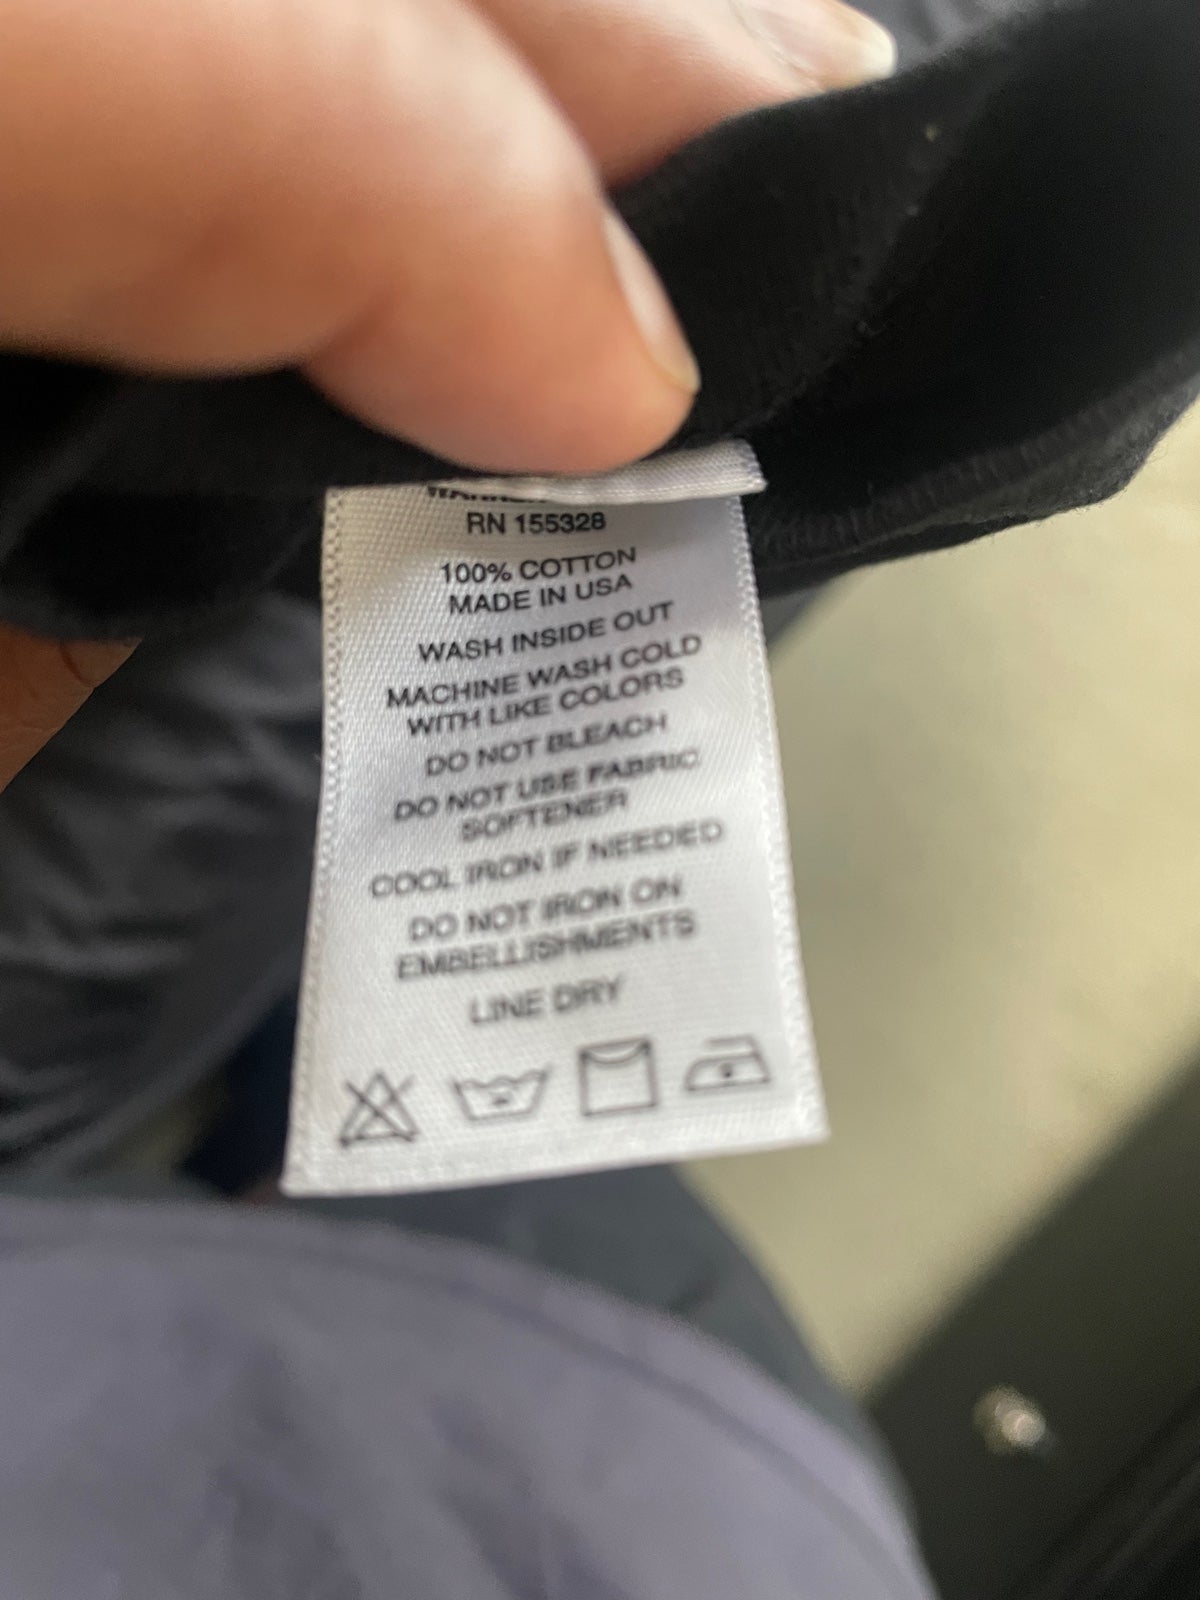 RN 155328
100% COTTON
MADE IN USA
WASH INSIDE OUT
MACHINE WASH COLD
WITH LIKE COLORS
DO NOT BLEACH
DO NOT USE FABRIC
SOFTENER
COOL IRON IF NEEDED
DO NOT IRON ON
EMBELLISHMENTS
LINE DRY